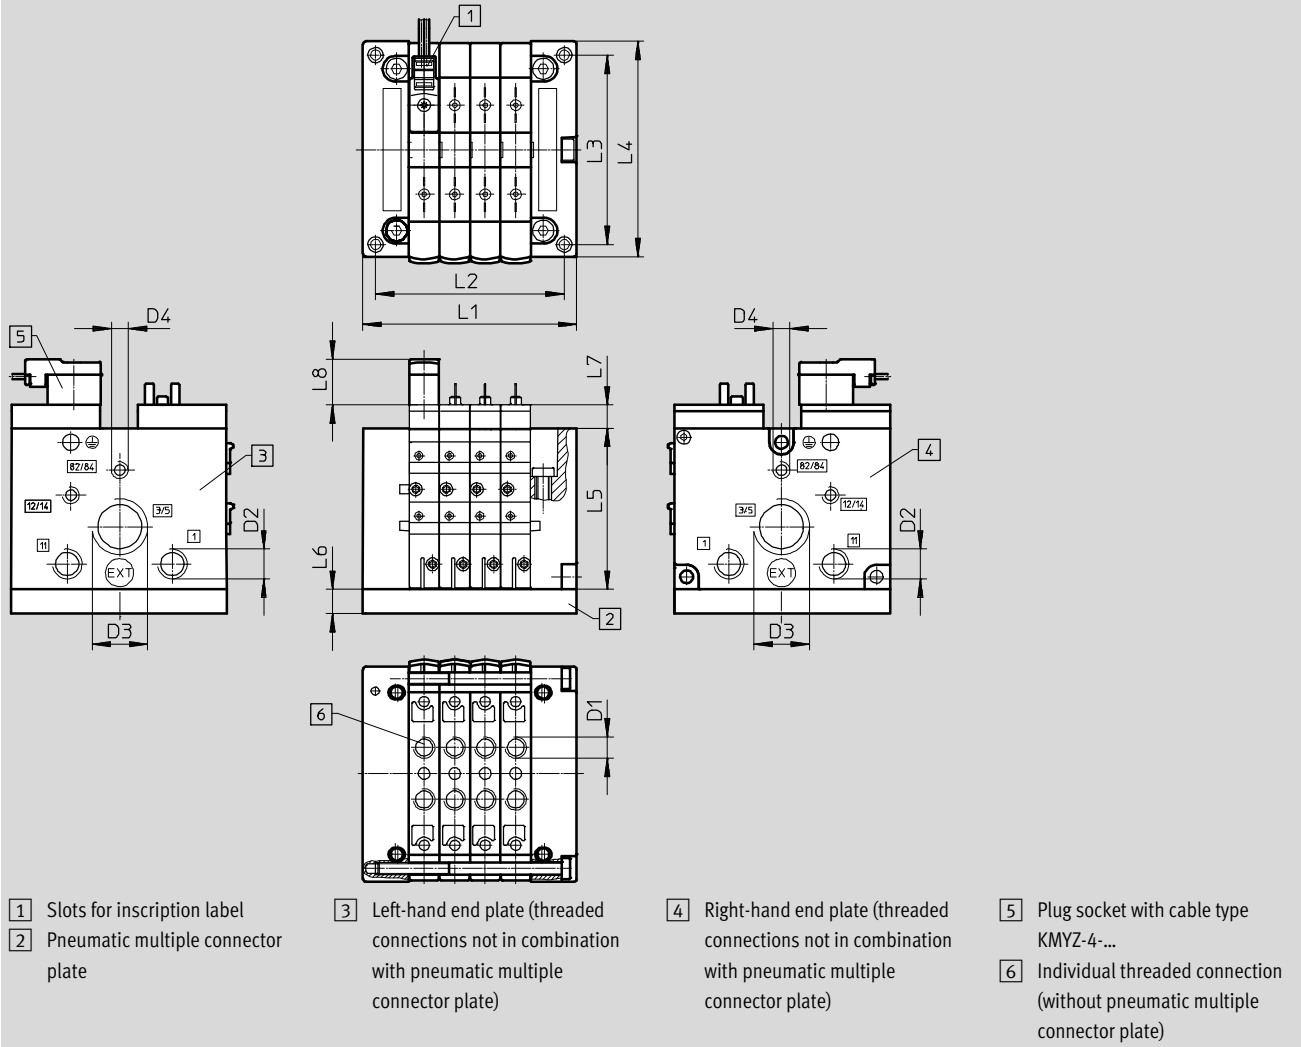 1
L3
L4
L2
L1
D4
5
82/84
12/14
3/5
11
1
EXT
D2
D3
3
L8
L7
L5
L6
2
D4
82/84
12/14
3/5
1
11
EXT
D2
D3
4
6
D1
1 Slots for inscription label
2 Pneumatic multiple connector
plate
3 Left-hand end plate (threaded
connections not in combination
with pneumatic multiple
connector plate)
4 Right-hand end plate (threaded
connections not in combination
with pneumatic multiple
connector plate)
5 Plug socket with cable type
KMYZ-4-...
6 Individual threaded connection
(without pneumatic multiple
connector plate)